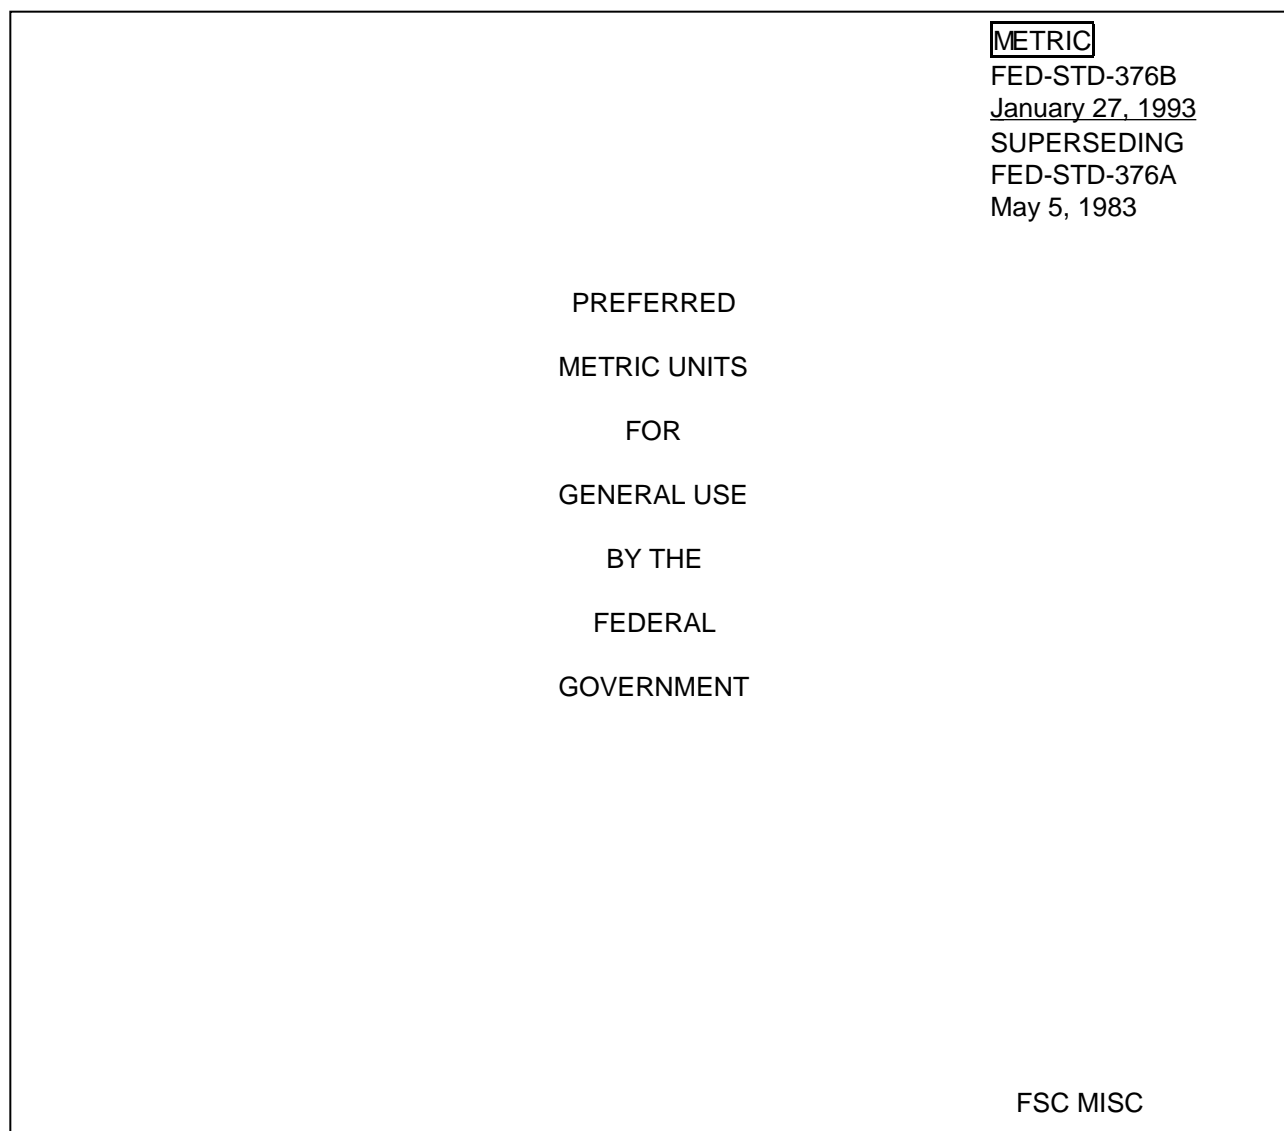 METRIC
FED-STD-376B
January 27, 1993
SUPERSEDING
FED-STD-376A
May 5, 1983
PREFERRED
METRIC UNITS
FOR
GENERAL USE
BY THE
FEDERAL
GOVERNMENT
FSC MISC